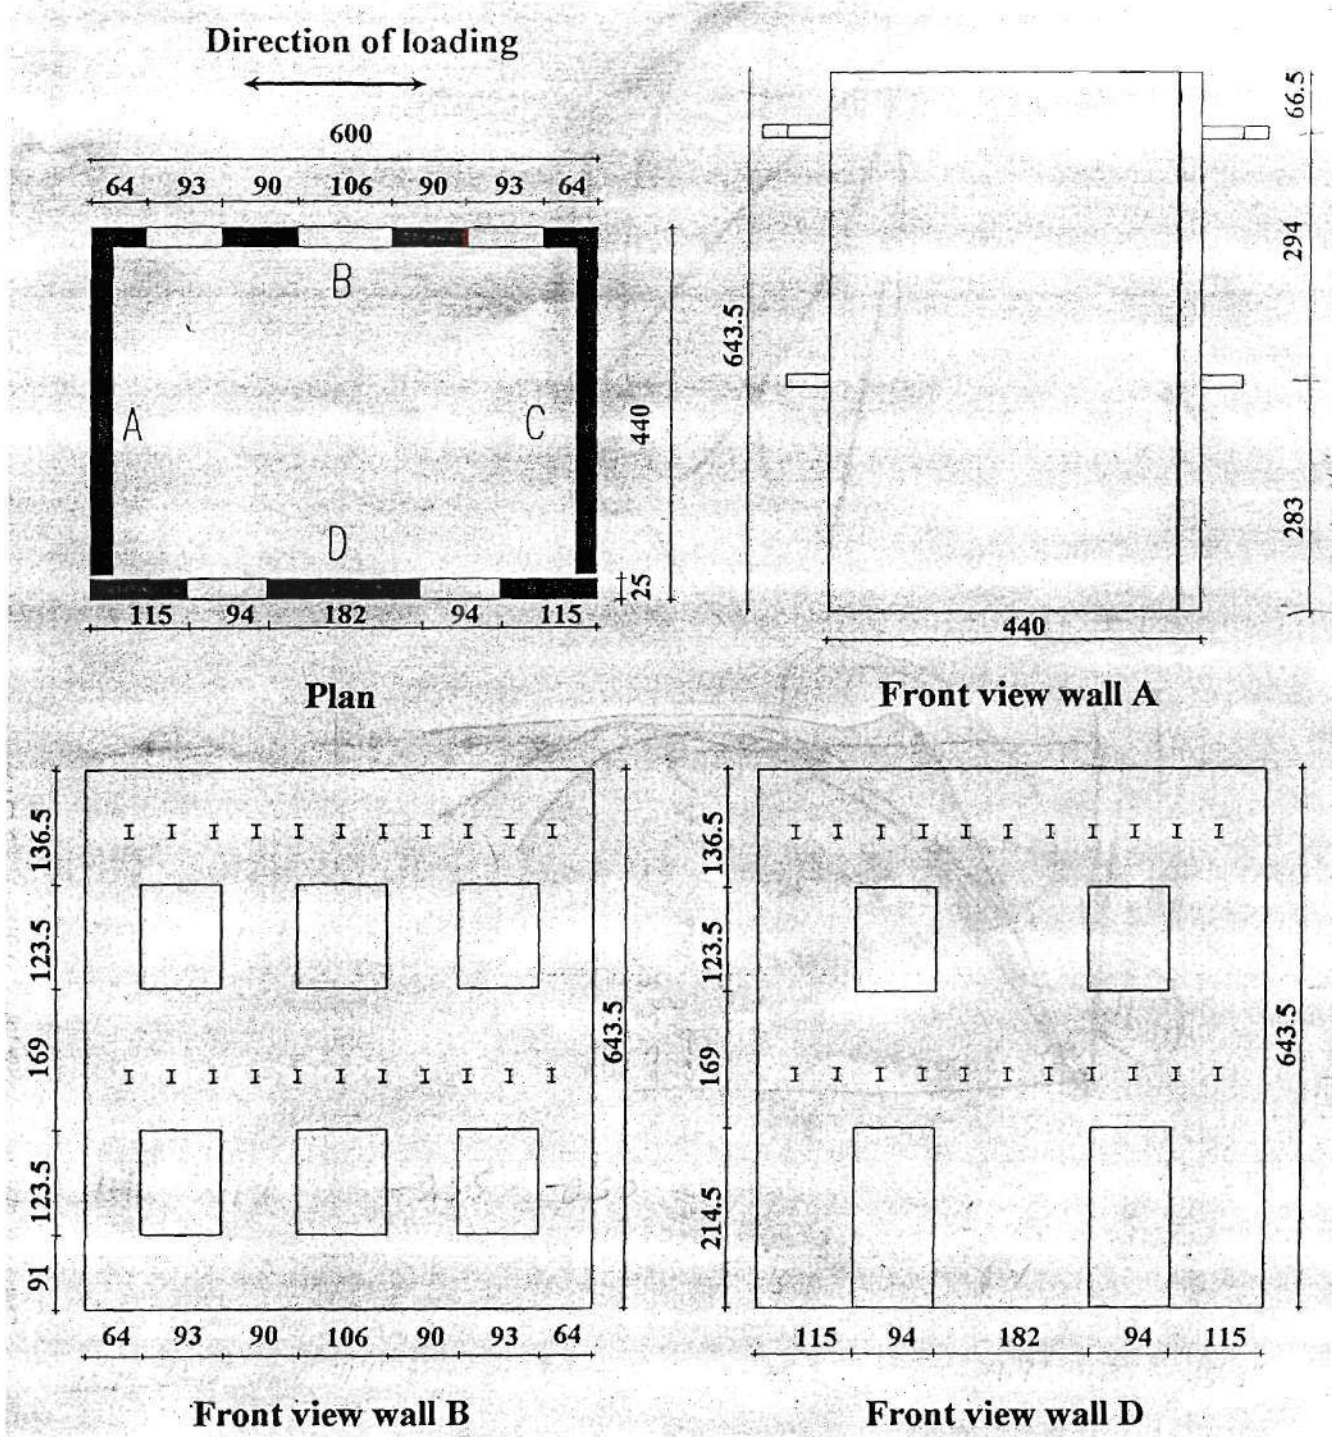 Direction of loading
600
64 93 90 106 90 93 64
B
A
C
D
440
25
115 94 182 94 115
Plan
643.5
66.5
294
283
440
Front view wall A
136.5
123.5
169
123.5
91
643.5
64 93 90 106 90 93 64
Front view wall B
136.5
123.5
169
214.5
643.5
115 94 182 94 115
Front view wall D